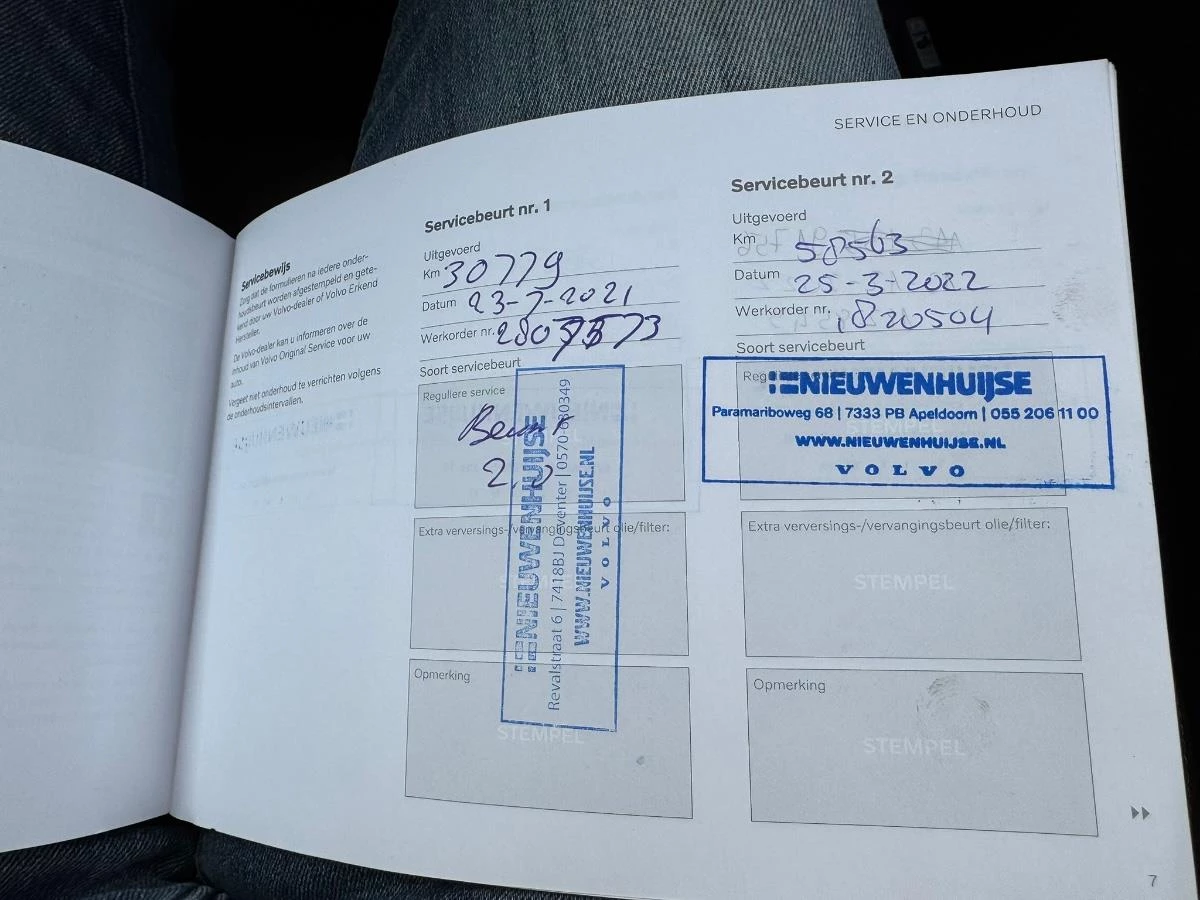 SERVICE EN ONDERHOUD
Servicebewijs
Zorg dat de formulieren na iedere onder-
houdsbeurt worden afgestempeld en gete-
kend door uw Volvo-dealer of Volvo Erkend
Hersteller.
De Volvo-dealer kan u informeren over de
inhoud van Volvo Original Service voor uw
auto.
Vergeet niet onderhoud te verrichten volgens
de onderhoudsintervallen.
Servicebeurt nr. 1
Uitgevoerd
Km 30779
Datum 23-7-2021
Werkorder nr.
Soort servicebeurt
Reguliere service
NIEUWENHUIJSE
Revalstraat 6 | 7418BJ Deventer | 0570-680349
WWW.NIEUWENHUIJSE.NL
VOLVO
Extra verversings-/vervangingsbeurt olie/filter:
STEMPEL
Opmerking
STEMPEL
Servicebeurt nr. 2
Uitgevoerd
Km 58563
Datum 25-3-2022
Werkorder nr. 1820504
Soort servicebeurt
NIEUWENHUIJSE
Paramariboweg 68 | 7333 PB Apeldoorn | 055 206 11 00
WWW.NIEUWENHUIJSE.NL
VOLVO
STEMPEL
Extra verversings-/vervangingsbeurt olie/filter:
STEMPEL
Opmerking
STEMPEL
7